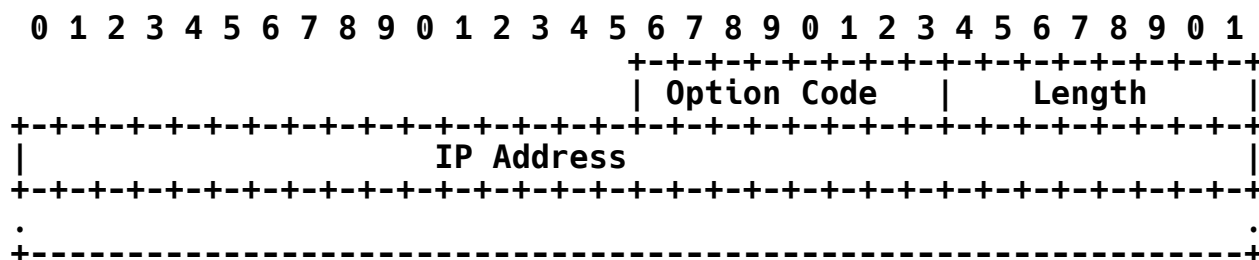 0 1 2 3 4 5 6 7 8 9 0 1 2 3 4 5 6 7 8 9 0 1 2 3 4 5 6 7 8 9 0 1
                                +-+-+-+-+-+-+-+-+-+-+-+-+-+-+-+-+
                                | Option Code   |    Length     |
+-+-+-+-+-+-+-+-+-+-+-+-+-+-+-+-+-+-+-+-+-+-+-+-+-+-+-+-+-+-+-+-+
|                     IP Address                                |
+-+-+-+-+-+-+-+-+-+-+-+-+-+-+-+-+-+-+-+-+-+-+-+-+-+-+-+-+-+-+-+-+
.                                                               .
+---------------------------------------------------------------+